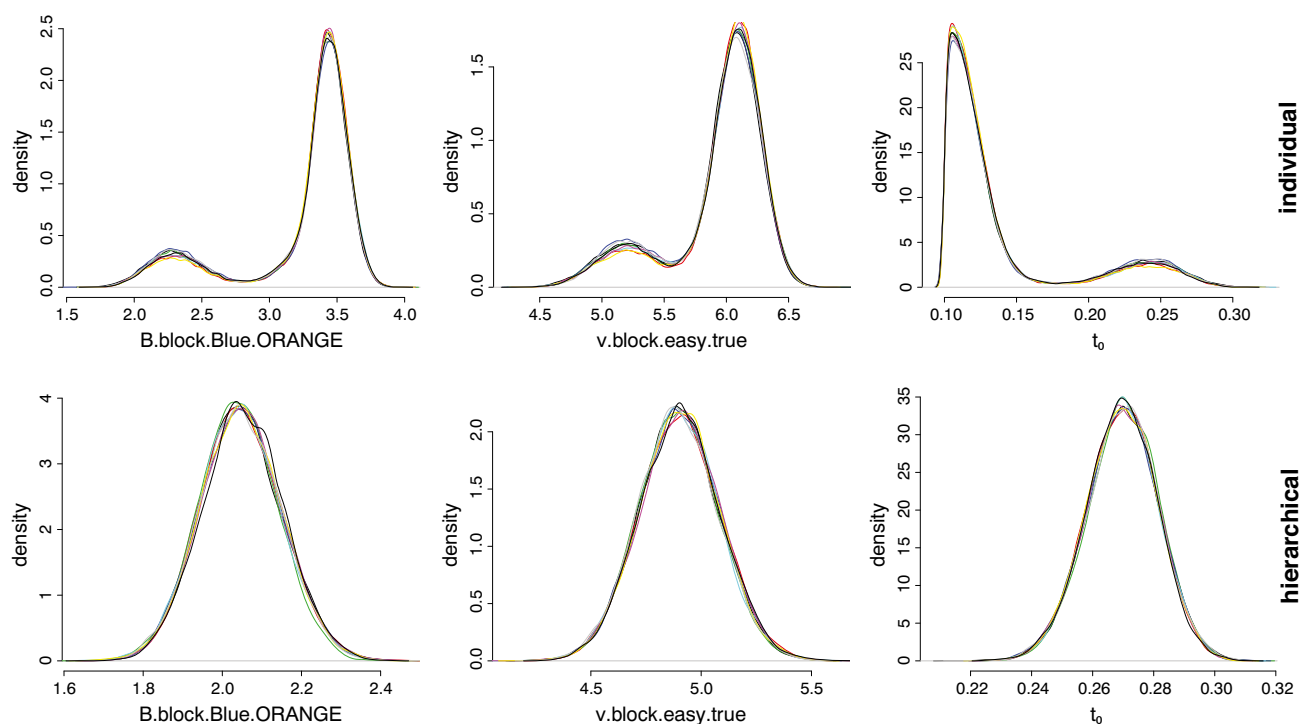 density
0.0 0.5 1.0 1.5 2.0 2.5
1.5 2.0 2.5 3.0 3.5 4.0
B.block.Blue.ORANGE
density
0.0 0.5 1.0 1.5
4.5 5.0 5.5 6.0 6.5
v.block.easy.true
density
0 5 10 15 20 25
0.10 0.15 0.20 0.25 0.30
t₀
individual
density
0 1 2 3 4
1.6 1.8 2.0 2.2 2.4
B.block.Blue.ORANGE
density
0.0 0.5 1.0 1.5 2.0
4.5 5.0 5.5
v.block.easy.true
density
0 5 10 15 20 25 30 35
0.22 0.24 0.26 0.28 0.30 0.32
t₀
hierarchical